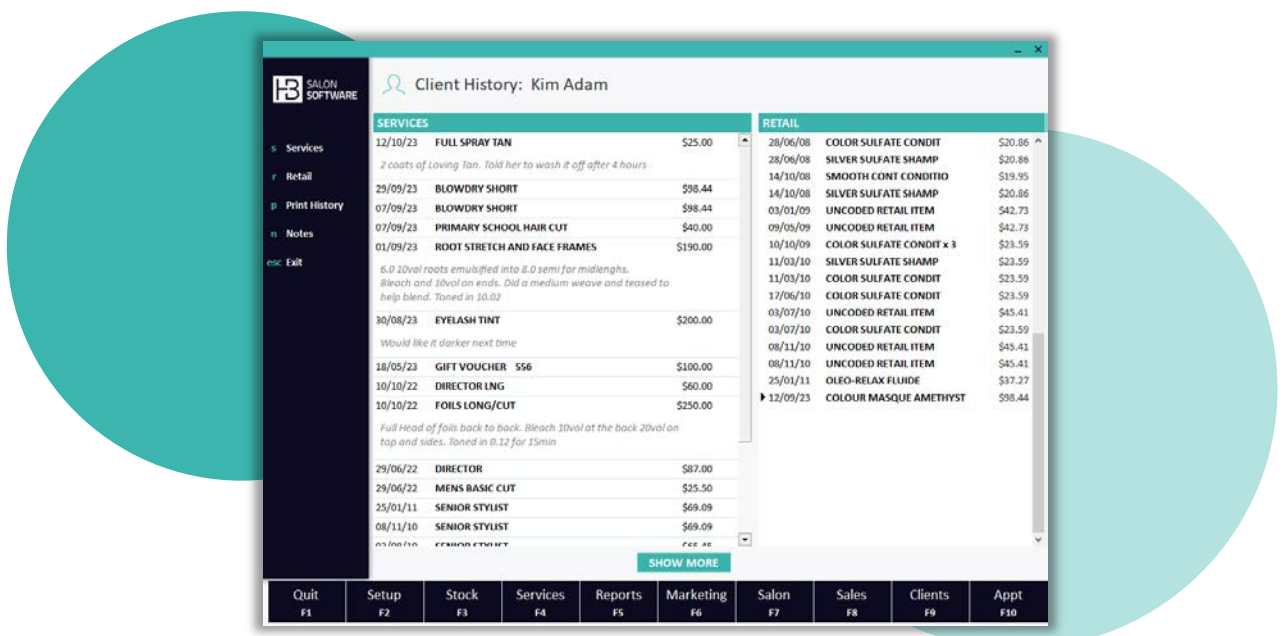 HB SALON
SOFTWARE
Client History: Kim Adam
s Services
r Retail
p Print History
n Notes
esc Exit
SERVICES
12/10/23 FULL SPRAY TAN $25.00
2 coats of Loving Tan. Told her to wash it off after 4 hours
29/09/23 BLOWDRY SHORT $98.44
07/09/23 BLOWDRY SHORT $98.44
07/09/23 PRIMARY SCHOOL HAIR CUT $40.00
01/09/23 ROOT STRETCH AND FACE FRAMES $190.00
6.0 10vol roots emulsified into 8.0 semi for midlenghs.
Bleach and 10vol on ends. Did a medium weave and teased to
help blend. Toned in 10.02
30/08/23 EYELASH TINT $200.00
Would like it darker next time
18/05/23 GIFT VOUCHER 556 $100.00
10/10/22 DIRECTOR LNG $60.00
10/10/22 FOILS LONG/CUT $250.00
Full Head of foils back to back. Bleach 10vol at the back 20vol on
top and sides. Toned in 0.12 for 15min
29/06/22 DIRECTOR $87.00
29/06/22 MENS BASIC CUT $25.50
25/01/11 SENIOR STYLIST $69.09
08/11/10 SENIOR STYLIST $69.09
SENIOR STYLIST
RETAIL
28/06/08 COLOR SULFATE CONDIT $20.86
28/06/08 SILVER SULFATE SHAMP $20.86
14/10/08 SMOOTH CONT CONDITIO $19.95
14/10/08 SILVER SULFATE SHAMP $20.86
03/01/09 UNCODED RETAIL ITEM $42.73
09/05/09 UNCODED RETAIL ITEM $42.73
10/10/09 COLOR SULFATE CONDIT x 3 $23.59
11/03/10 SILVER SULFATE SHAMP $23.59
11/03/10 COLOR SULFATE CONDIT $23.59
17/06/10 COLOR SULFATE CONDIT $23.59
03/07/10 UNCODED RETAIL ITEM $45.41
03/07/10 COLOR SULFATE CONDIT $23.59
08/11/10 UNCODED RETAIL ITEM $45.41
08/11/10 UNCODED RETAIL ITEM $45.41
25/01/11 OLEO-RELAX FLUIDE $37.27
12/09/23 COLOUR MASQUE AMETHYST $98.44
SHOW MORE
Quit Setup Stock Services Reports Marketing Salon Sales Clients Appt
F1 F2 F3 F4 F5 F6 F7 F8 F9 F10